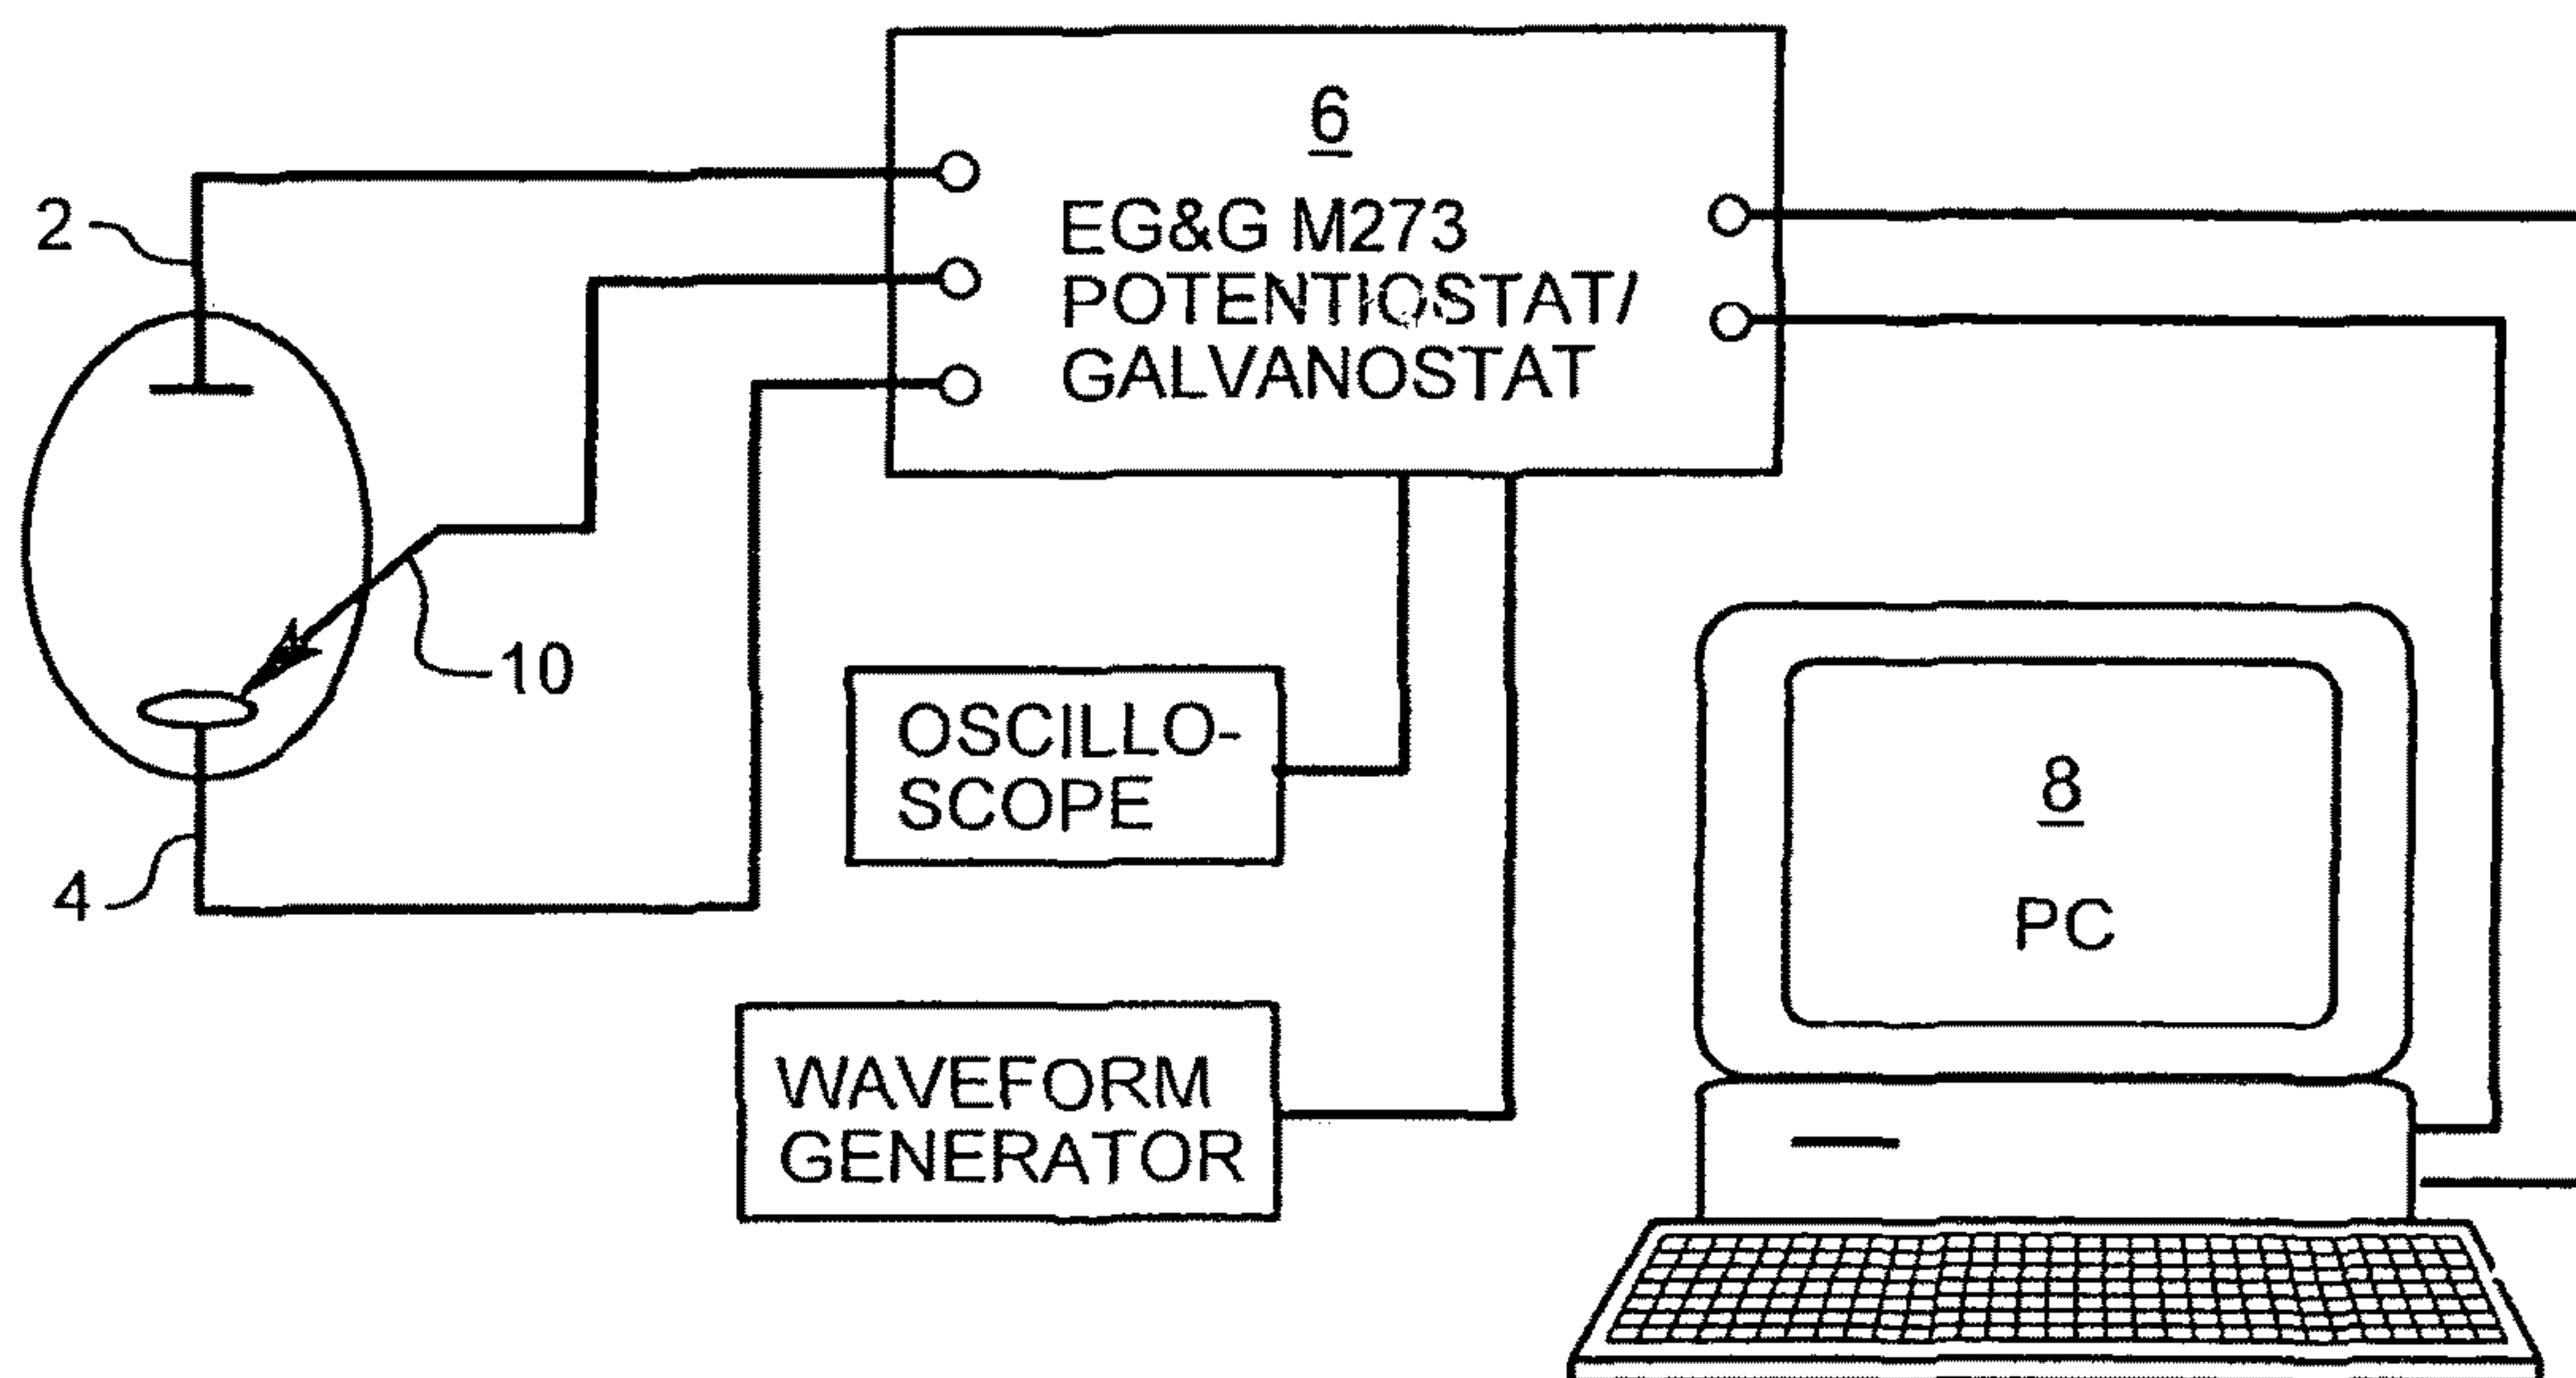 6
EG&G M273
POTENTIOSTAT/
GALVANOSTAT
2
10
OSCILLO-
SCOPE
8
PC
4
WAVEFORM
GENERATOR